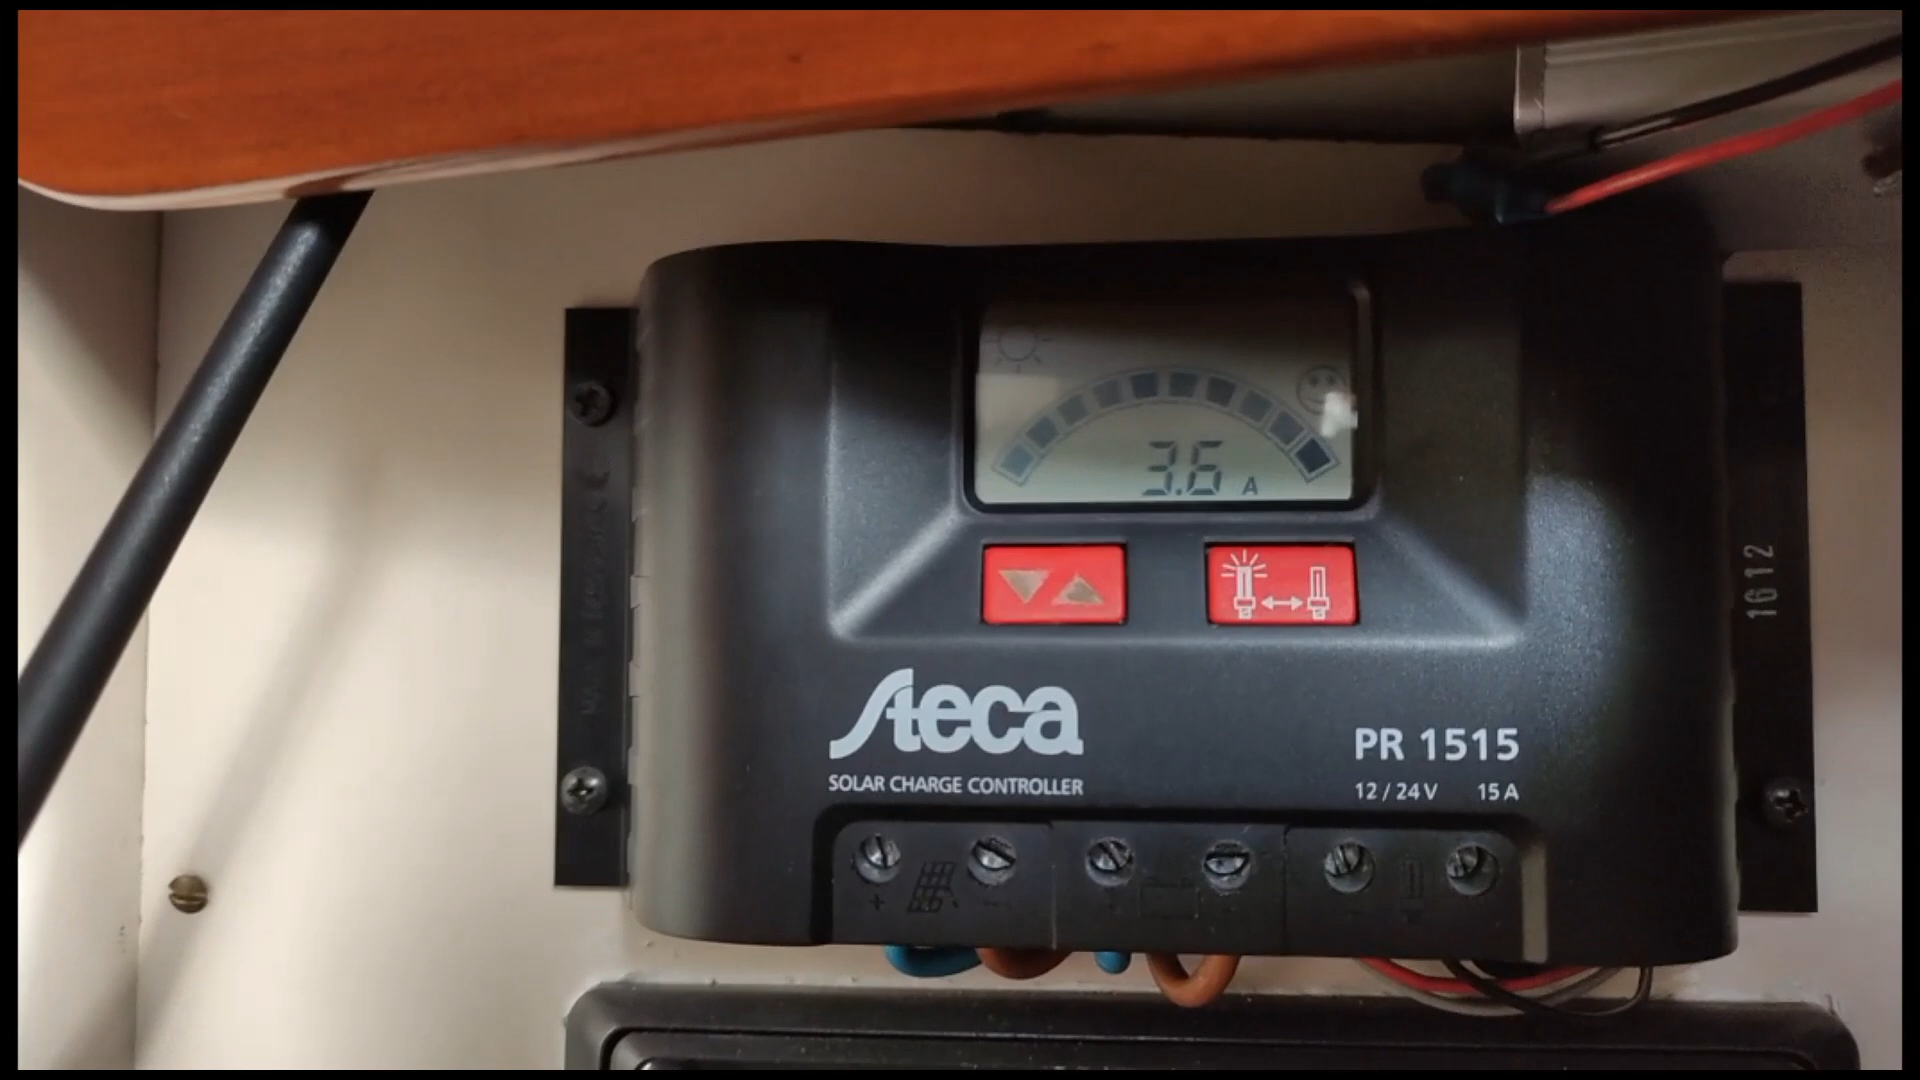 3.6 A
Steca
SOLAR CHARGE CONTROLLER
PR 1515
12/24V 15A
1612